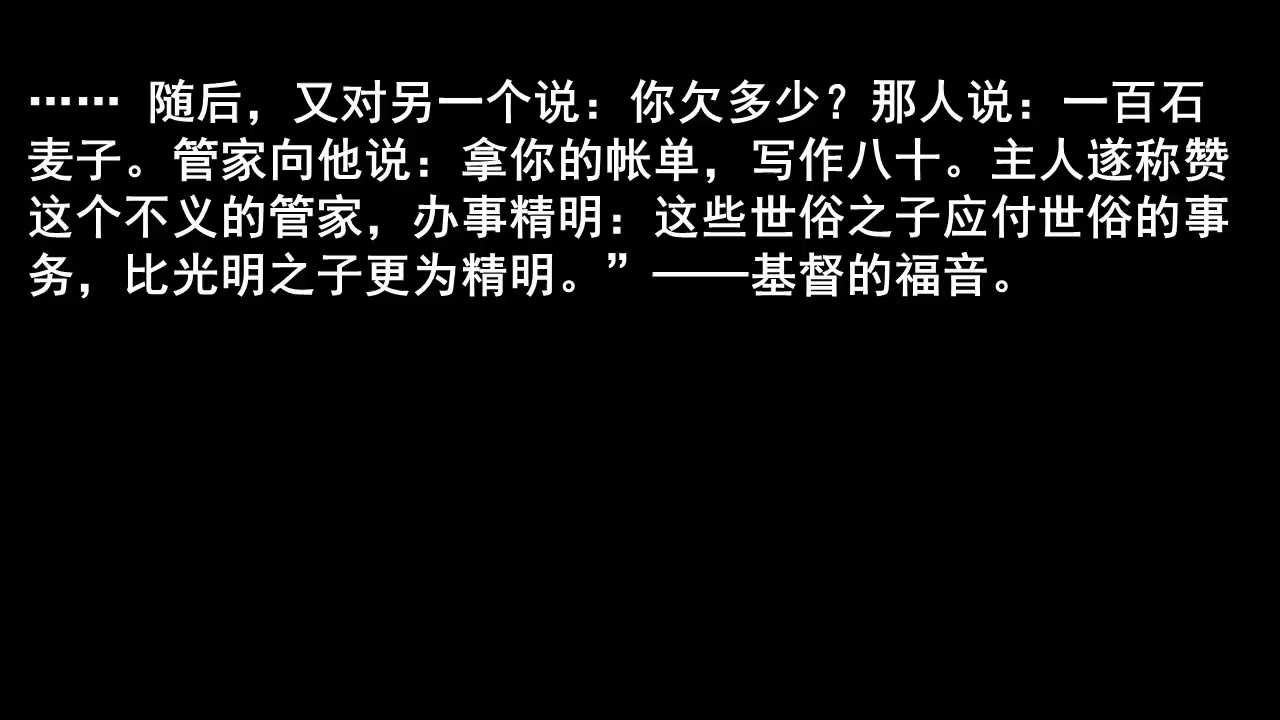 …… 随后，又对另一个说：你欠多少？那人说：一百石
麦子。管家向他说：拿你的帐单，写作八十。主人遂称赞
这个不义的管家，办事精明：这些世俗之子应付世俗的事
务，比光明之子更为精明。”——基督的福音。